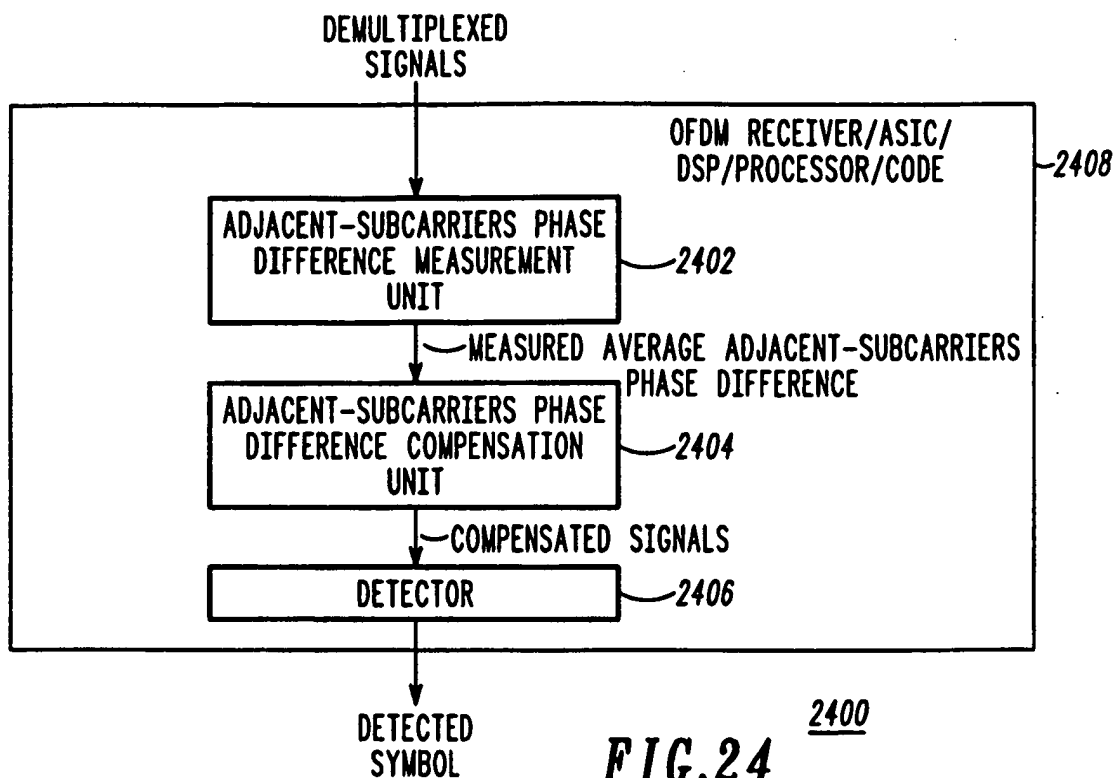 DEMULTIPLEXED
SIGNALS
OFDM RECEIVER/ASIC/
DSP/PROCESSOR/CODE
2408
ADJACENT-SUBCARRIERS PHASE
DIFFERENCE MEASUREMENT
UNIT
2402
MEASURED AVERAGE ADJACENT-SUBCARRIERS
PHASE DIFFERENCE
ADJACENT-SUBCARRIERS PHASE
DIFFERENCE COMPENSATION
UNIT
2404
COMPENSATED SIGNALS
DETECTOR
2406
DETECTED
SYMBOL
2400
FIG.24